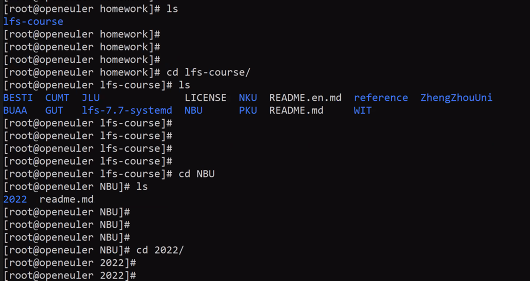 [root@openeuler homework]# ls
lfs-course
[root@openeuler homework]#
[root@openeuler homework]#
[root@openeuler homework]#
[root@openeuler homework]# cd lfs-course/
[root@openeuler lfs-course]# ls
BESTI CUMT JLU LICENSE NKU README.en.md reference ZhengZhouUni
BUAA GUT lfs-7.7-systemd NBU PKU README.md WIT
[root@openeuler lfs-course]#
[root@openeuler lfs-course]#
[root@openeuler lfs-course]#
[root@openeuler lfs-course]#
[root@openeuler lfs-course]# cd NBU
[root@openeuler NBU]# ls
2022 readme.md
[root@openeuler NBU]#
[root@openeuler NBU]#
[root@openeuler NBU]#
[root@openeuler NBU]# cd 2022/
[root@openeuler 2022]#
[root@openeuler 2022]#